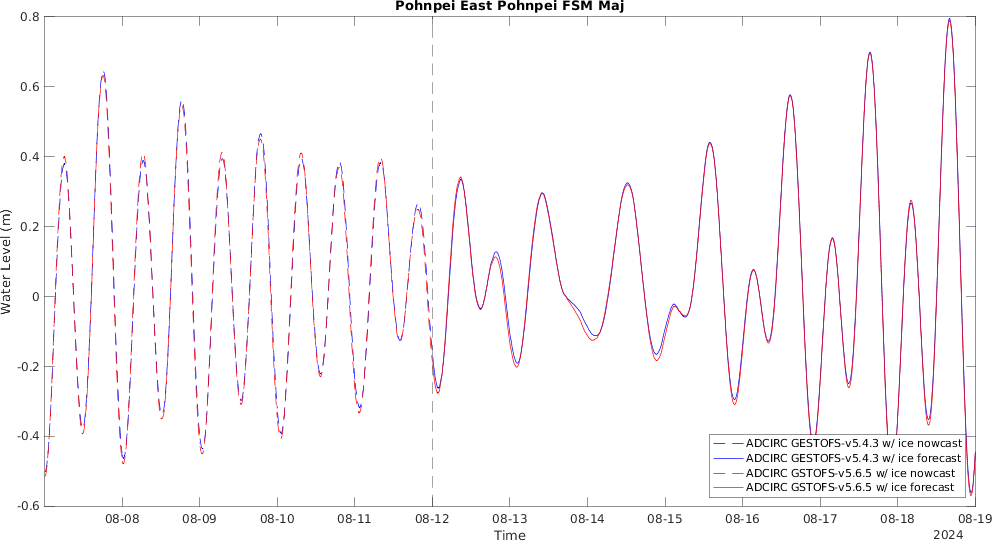 Pohnpei East Pohnpei FSM Maj
Water Level (m)
0.8
0.6
0.4
0.2
0
-0.2
-0.4
-0.6
ADCIRC GESTOFS-v5.4.3 w/ ice nowcast
ADCIRC GESTOFS-v5.4.3 w/ ice forecast
ADCIRC GSTOFS-v5.6.5 w/ ice nowcast
ADCIRC GSTOFS-v5.6.5 w/ ice forecast
08-08 08-09 08-10 08-11 08-12 08-13 08-14 08-15 08-16 08-17 08-18 08-19
Time
2024